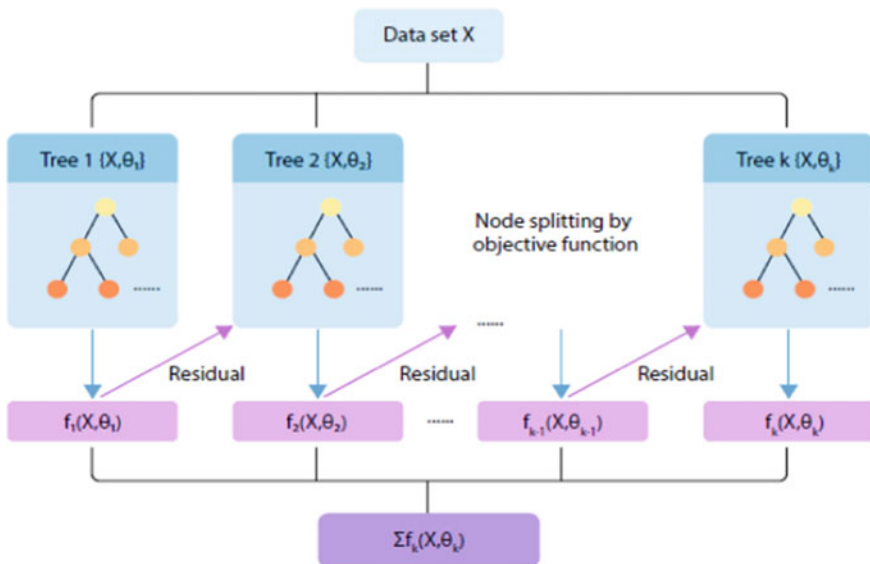 Data set X
Tree 1 {X,θ₁}
Tree 2 {X,θ₂}
Tree k {X,θₖ}
Node splitting by
objective function
......
......
......
......
Residual
Residual
Residual
f₁(X,θ₁)
f₂(X,θ₂)
......
fₖ₋₁(X,θₖ₋₁)
fₖ(X,θₖ)
Σfₖ(X,θₖ)